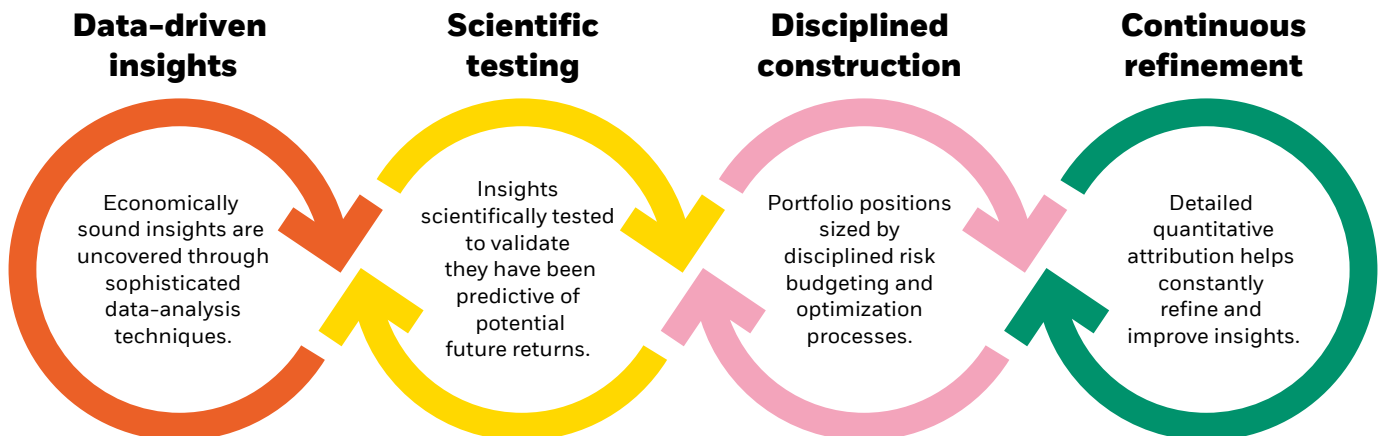 Data-driven
insights
Scientific
testing
Disciplined
construction
Continuous
refinement
Economically
sound insights are
uncovered through
sophisticated
data-analysis
techniques.
Insights
scientifically tested
to validate
they have been
predictive of
potential
future returns.
Portfolio positions
sized by
disciplined risk
budgeting and
optimization
processes.
Detailed
quantitative
attribution helps
constantly
refine and
improve insights.